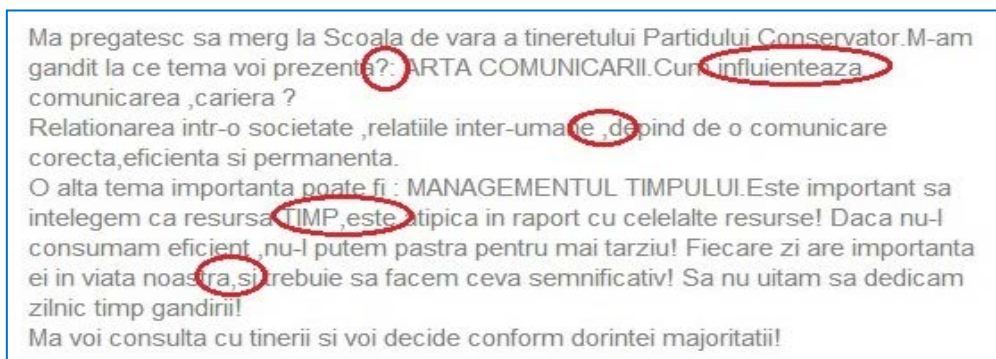 Ma pregatesc sa merg la Scoala de vara a tineretului Partidului Conservator.M-am
gandit la ce tema voi prezenta?: ARTA COMUNICARII.Cum influienteaza
comunicarea ,cariera ?
Relationarea intr-o societate ,relatiile inter-umane ,depind de o comunicare
corecta,eficienta si permanenta.
O alta tema importanta poate fi : MANAGEMENTUL TIMPULUI.Este important sa
intelegem ca resursa TIMP,este atipica in raport cu celelalte resurse! Daca nu-l
consumam eficient ,nu-l putem pastra pentru mai tarziu! Fiecare zi are importanta
ei in viata noastra,si trebuie sa facem ceva semnificativ! Sa nu uitam sa dedicam
zilnic timp gandirii!
Ma voi consulta cu tinerii si voi decide conform dorintei majoritatii!